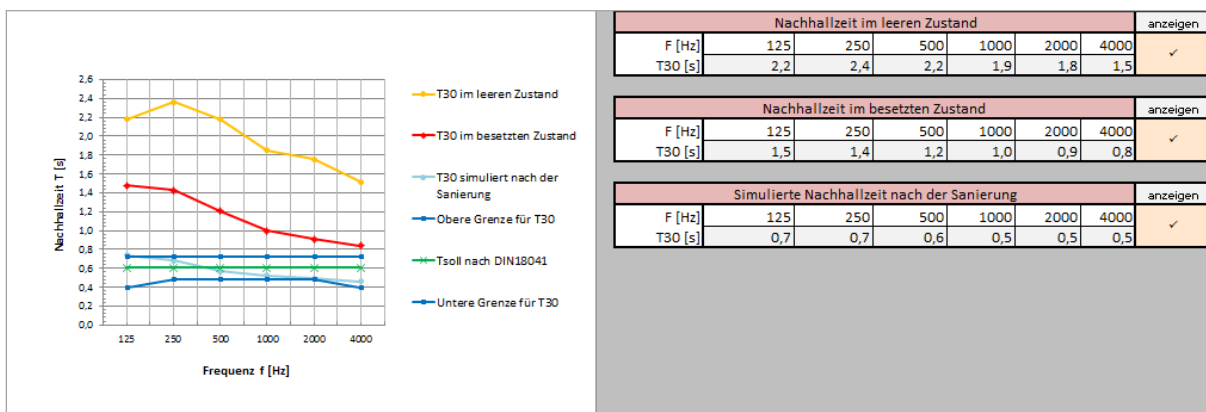 2,6
2,4
2,2
2,0
1,8
1,6
1,4
1,2
1,0
0,8
0,6
0,4
0,2
0,0
Nachhallzeit T [s]
125 250 500 1000 2000 4000
Frequenz f [Hz]
T30 im leeren Zustand
T30 im besetzten Zustand
T30 simuliert nach der
Sanierung
Obere Grenze für T30
Tsoll nach DIN18041
Untere Grenze für T30
Nachhallzeit im leeren Zustand anzeigen
F [Hz] 125 250 500 1000 2000 4000 ✓
T30 [s] 2,2 2,4 2,2 1,9 1,8 1,5
Nachhallzeit im besetzten Zustand anzeigen
F [Hz] 125 250 500 1000 2000 4000 ✓
T30 [s] 1,5 1,4 1,2 1,0 0,9 0,8
Simulierte Nachhallzeit nach der Sanierung anzeigen
F [Hz] 125 250 500 1000 2000 4000 ✓
T30 [s] 0,7 0,7 0,6 0,5 0,5 0,5